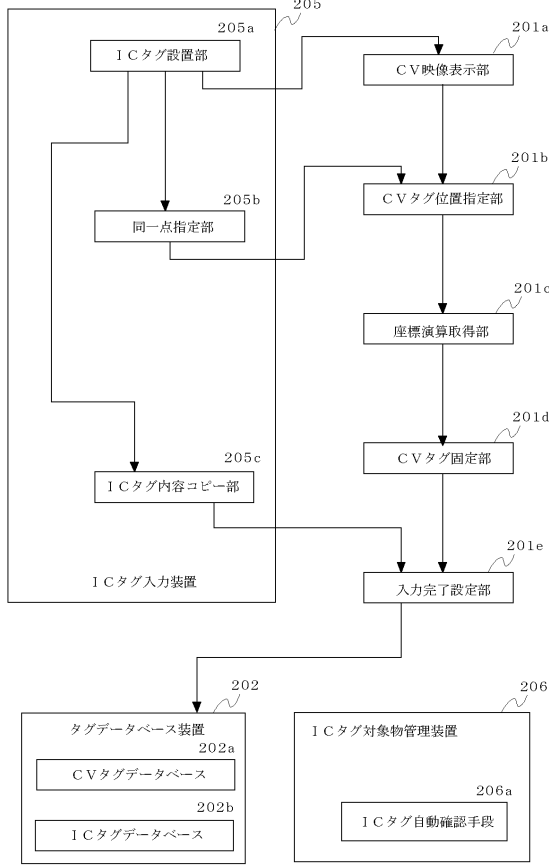 205
205a
ＩＣタグ設置部
201a
ＣＶ映像表示部
201b
ＣＶタグ位置指定部
205b
同一点指定部
201c
座標演算取得部
201d
ＣＶタグ固定部
205c
ＩＣタグ内容コピー部
201e
入力完了設定部
ＩＣタグ入力装置
202
タグデータベース装置
202a
ＣＶタグデータベース
202b
ＩＣタグデータベース
206
ＩＣタグ対象物管理装置
206a
ＩＣタグ自動確認手段